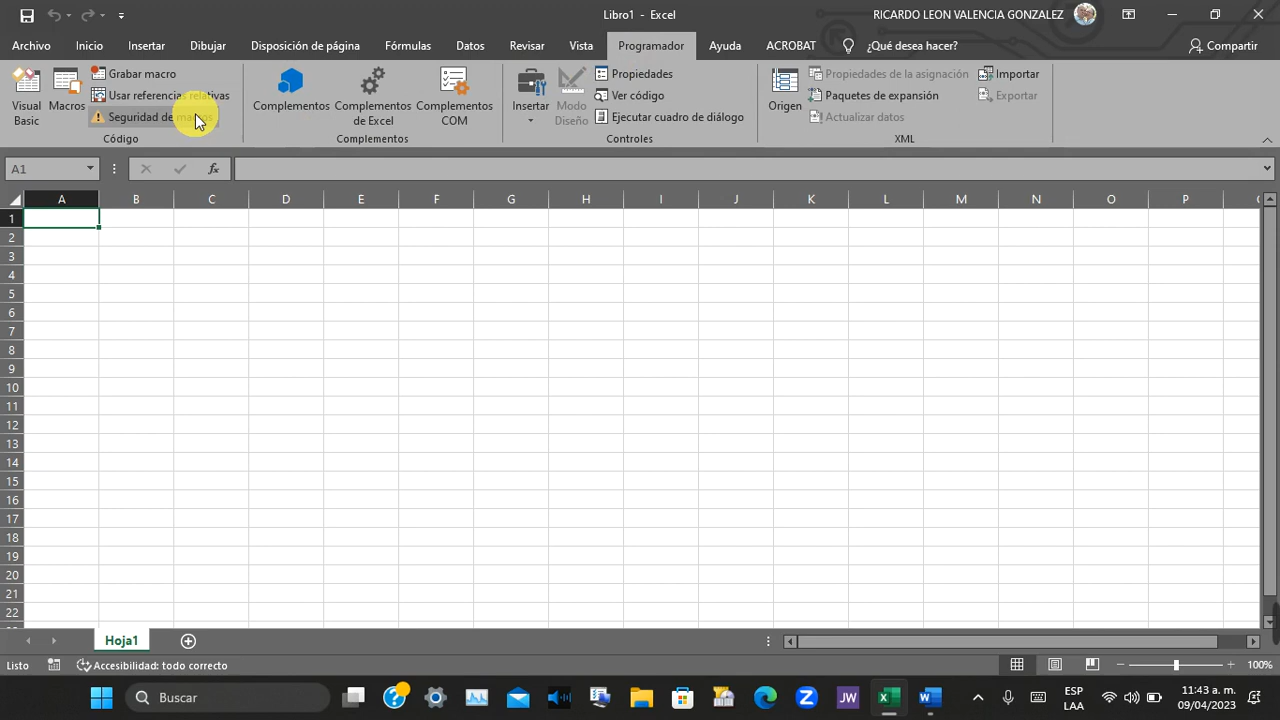 Libro1 - Excel
RICARDO LEON VALENCIA GONZALEZ
Archivo
Inicio
Insertar
Dibujar
Disposición de página
Fórmulas
Datos
Revisar
Vista
Programador
Ayuda
ACROBAT
¿Qué desea hacer?
Compartir
Visual Basic
Macros
Grabar macro
Usar referencias relativas
Seguridad de macros
Código
Complementos
Complementos de Excel
Complementos COM
Complementos
Insertar
Modo Diseño
Propiedades
Ver código
Ejecutar cuadro de diálogo
Controles
Origen
Propiedades de la asignación
Paquetes de expansión
Actualizar datos
Importar
Exportar
XML
A1
fx
A B C D E F G H I J K L M N O P
1
2
3
4
5
6
7
8
9
10
11
12
13
14
15
16
17
18
19
20
21
22
Hoja1
Listo
Accesibilidad: todo correcto
100%
Buscar
JW
ESP
LAA
11:43 a. m.
09/04/2023